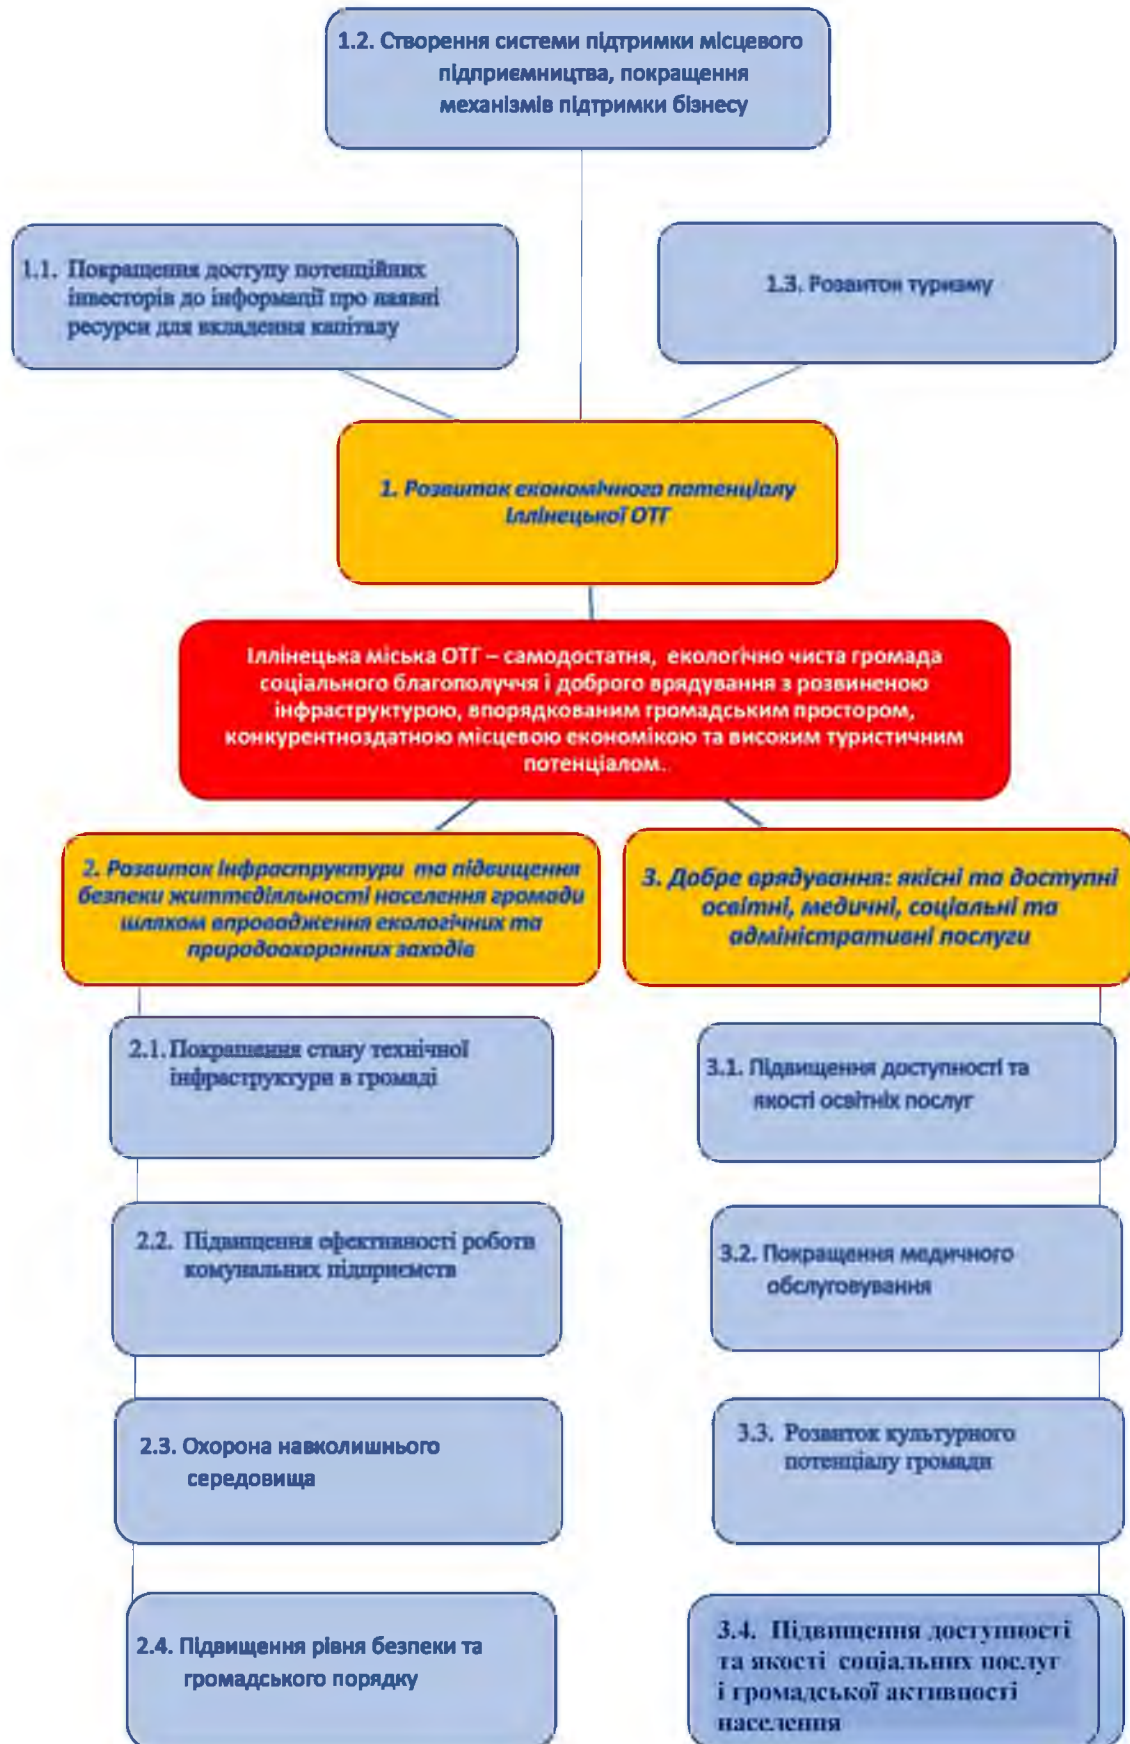 1.2. Створення системи підтримки місцевого
підприємництва, покращення
механізмів підтримки бізнесу
1.1. Покращення доступу потенційних
інвесторів до інформації про наявні
ресурси для вкладення капіталу
1.3. Розвиток туризму
1. Розвиток економічного потенціалу
Іллінецької ОТГ
Іллінецька міська ОТГ – самодостатня, екологічно чиста громада
соціального благополуччя і доброго врядування з розвиненою
інфраструктурою, впорядкованим громадським простором,
конкурентноздатною місцевою економікою та високим туристичним
потенціалом.
2. Розвиток інфраструктури та підвищення
безпеки життєдіяльності населення громади
шляхом впровадження екологічних та
природоохоронних заходів
3. Добре врядування: якісні та доступні
освітні, медичні, соціальні та
адміністративні послуги
2.1. Покращення стану технічної
інфраструктури в громаді
3.1. Підвищення доступності та
якості освітніх послуг
2.2. Підвищення ефективності роботи
комунальних підприємств
3.2. Покращення медичного
обслуговування
2.3. Охорона навколишнього
середовища
3.3. Розвиток культурного
потенціалу громади
2.4. Підвищення рівня безпеки та
громадського порядку
3.4. Підвищення доступності
та якості соціальних послуг
і громадської активності
населення